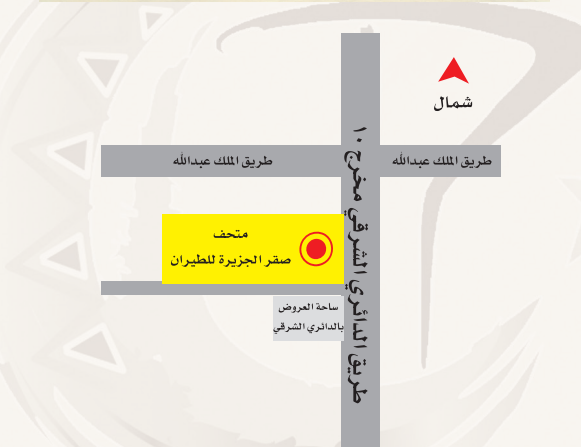 شمال
طريق الملك عبدالله
طريق الملك عبدالله
طريق الدائري الشرقي مخرج ١٠
متحف
صقر الجزيرة للطيران
ساحة العروض
بالدائري الشرقي